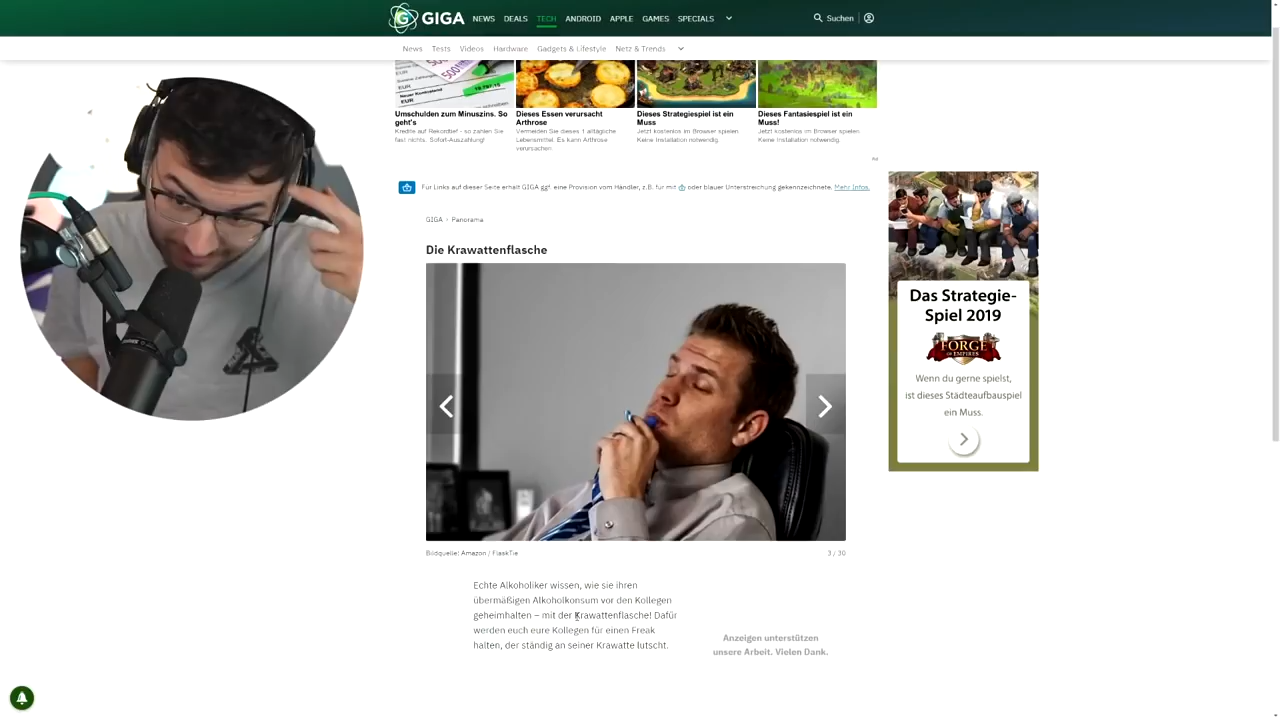 GIGA NEWS DEALS TECH ANDROID APPLE GAMES SPECIALS Suchen
News Tests Videos Hardware Gadgets & Lifestyle Netz & Trends
Umschulden zum Minuszins. So
geht's
Kredite auf Rekordtief - so zahlen Sie
fast nichts. Sofort-Auszahlung!
Dieses Essen verursacht
Arthrose
Vermeiden Sie dieses 1 alltägliche
Lebensmittel. Es kann Arthrose
verursachen
Dieses Strategiespiel ist ein
Muss
Jetzt kostenlos im Browser spielen.
Keine Installation notwendig.
Dieses Fantasiespiel ist ein
Muss!
Jetzt kostenlos im Browser spielen.
Keine Installation notwendig.
Für Links auf dieser Seite erhält GIGA ggf. eine Provision vom Händler, z.B. für mit oder blauer Unterstreichung gekennzeichnete. Mehr Infos.
GIGA › Panorama
Die Krawattenflasche
Bildquelle: Amazon / FlaskTie
3 / 30
Echte Alkoholiker wissen, wie sie ihren
übermäßigen Alkoholkonsum vor den Kollegen
geheimhalten – mit der Krawattenflasche! Dafür
werden euch eure Kollegen für einen Freak
halten, der ständig an seiner Krawatte lutscht.
Anzeigen unterstützen
unsere Arbeit. Vielen Dank.
Das Strategie-
Spiel 2019
FORGE
OF EMPIRES
Wenn du gerne spielst,
ist dieses Städteaufbauspiel
ein Muss.